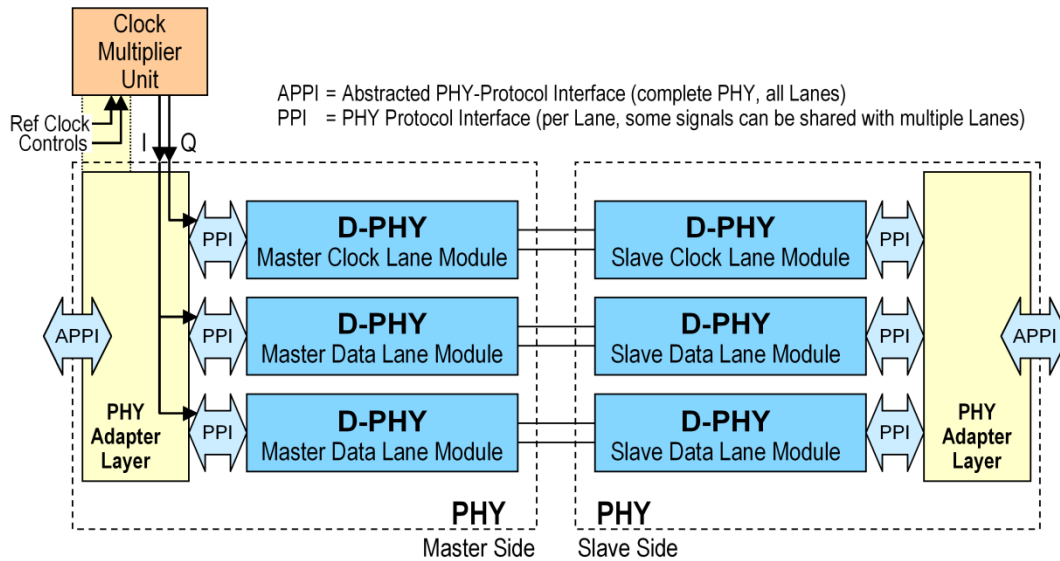 Clock
Multiplier
Unit
APPI = Abstracted PHY-Protocol Interface (complete PHY, all Lanes)
PPI = PHY Protocol Interface (per Lane, some signals can be shared with multiple Lanes)
Ref Clock
Controls
I
Q
PPI
D-PHY
Master Clock Lane Module
D-PHY
Slave Clock Lane Module
PPI
APPI
PPI
D-PHY
Master Data Lane Module
D-PHY
Slave Data Lane Module
PPI
APPI
PHY
Adapter
Layer
PPI
D-PHY
Master Data Lane Module
D-PHY
Slave Data Lane Module
PPI
PHY
Adapter
Layer
PHY
Master Side
PHY
Slave Side